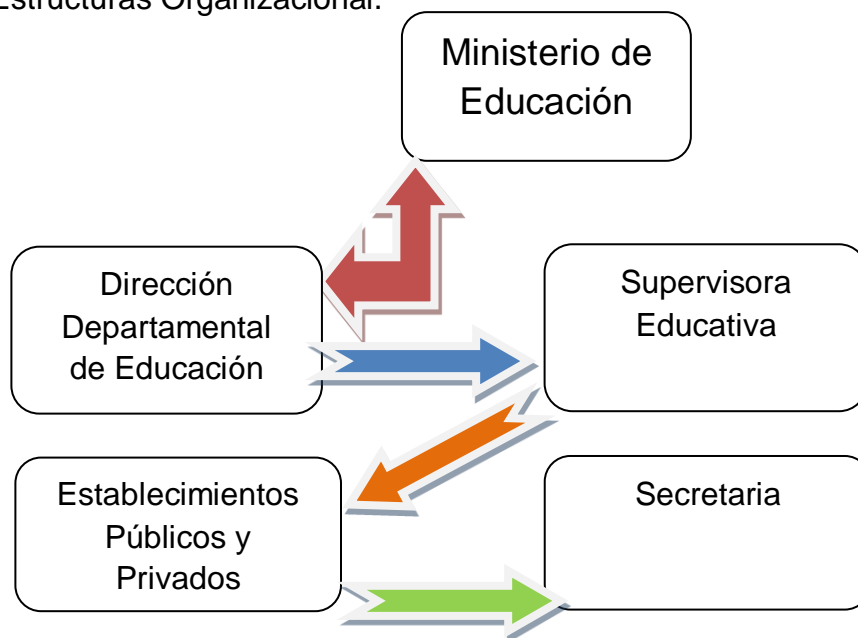 Estructuras Organizacional.
Ministerio de
Educación
Dirección
Departamental
de Educación
Supervisora
Educativa
Establecimientos
Públicos y
Privados
Secretaria